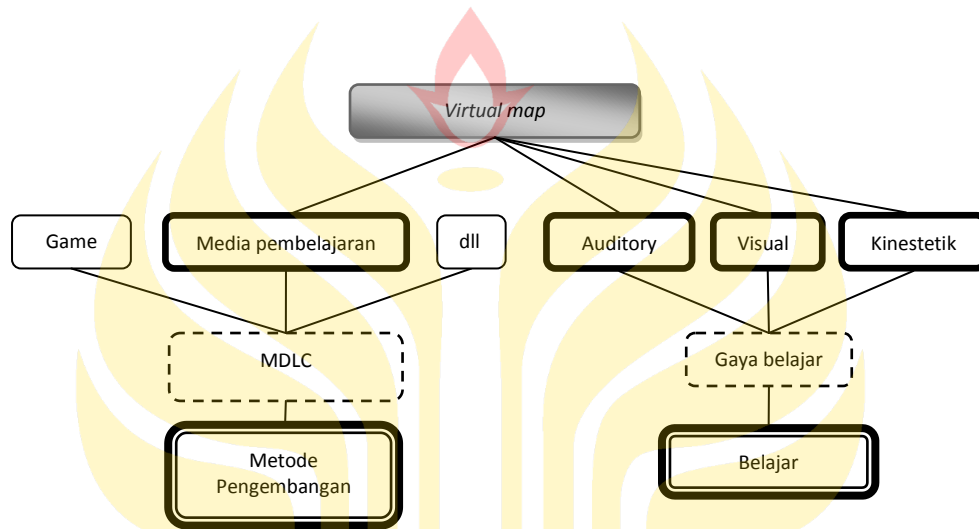 Virtual map
Game
Media pembelajaran
dll
Auditory
Visual
Kinestetik
MDLC
Gaya belajar
Metode
Pengembangan
Belajar